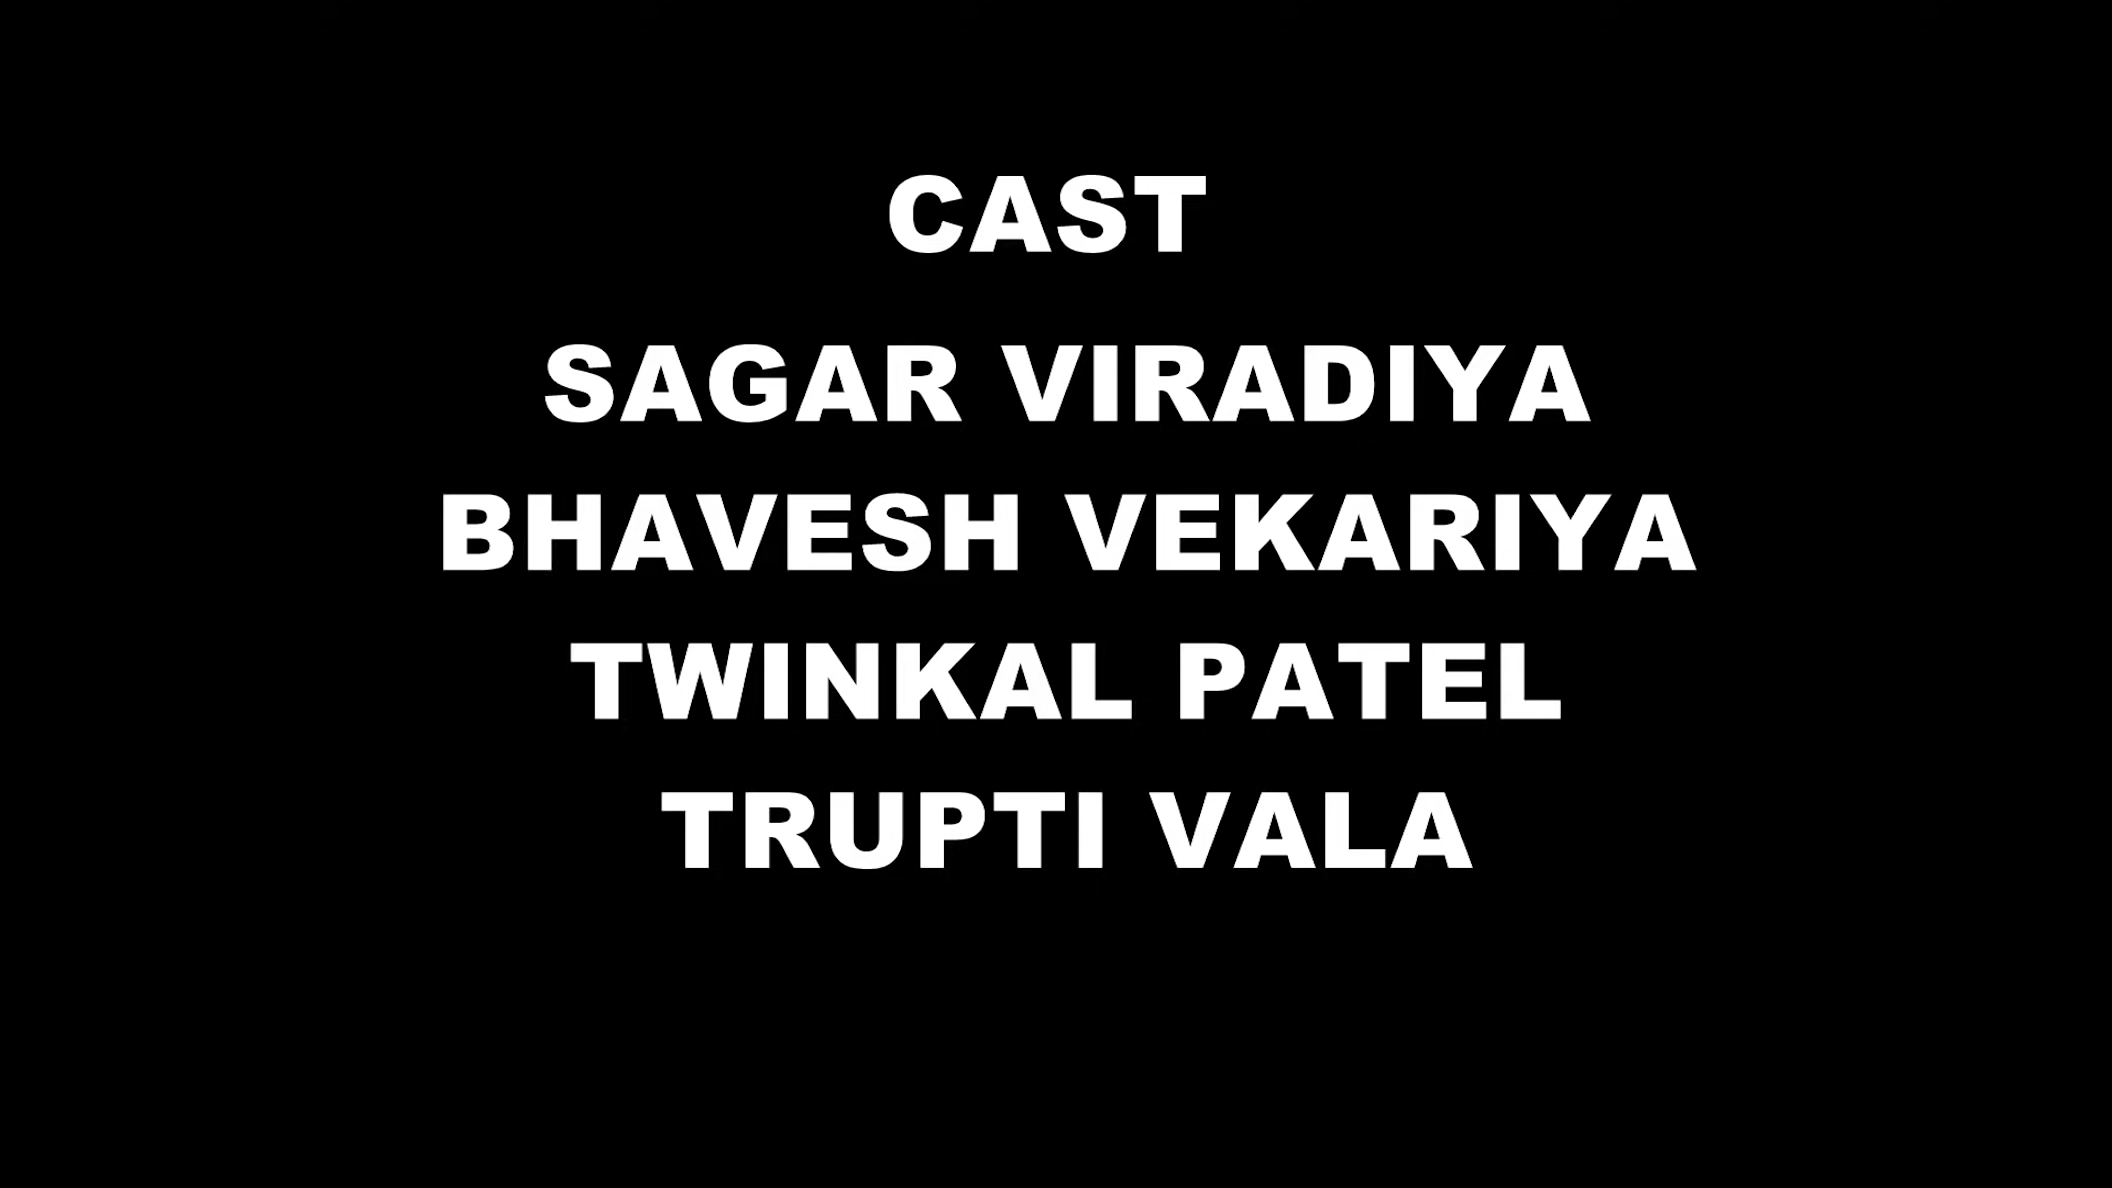 CAST
SAGAR VIRADIYA
BHAVESH VEKARIYA
TWINKAL PATEL
TRUPTI VALA